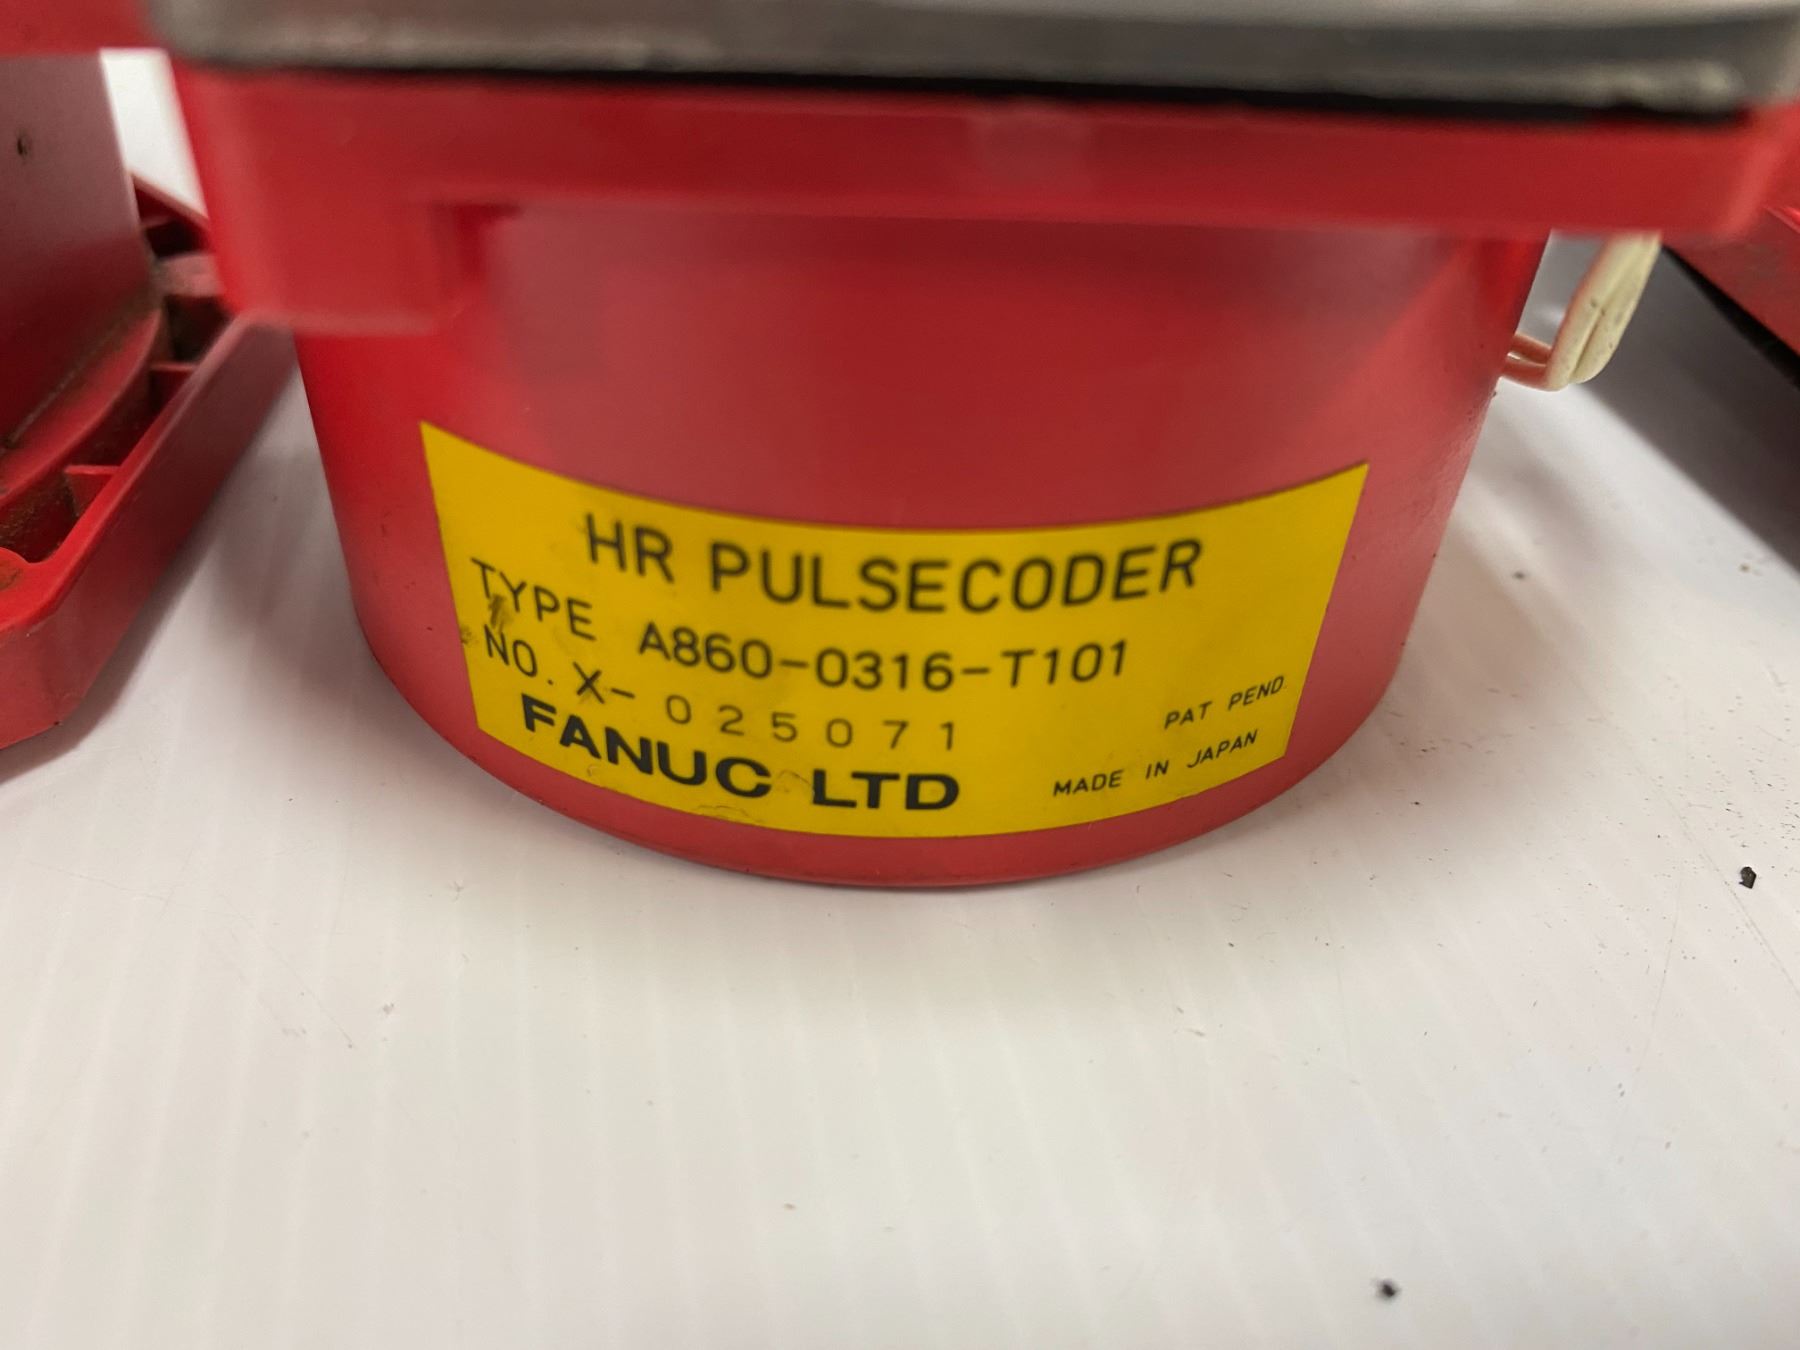 HR PULSECODER
TYPE A860-0316-T101
NO. X- 025071
PAT PEND.
FANUC LTD
MADE IN JAPAN